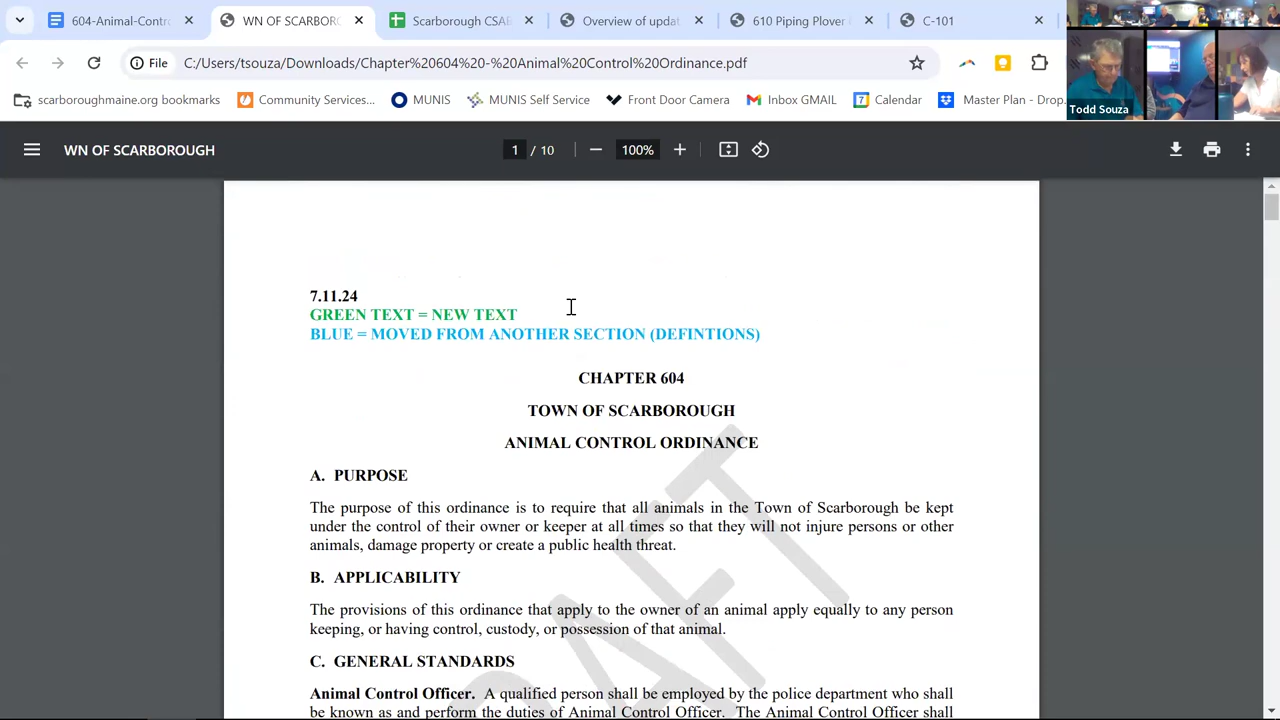 604-Animal-Contro
WN OF SCARBORO
Scarborough CSAB
Overview of updat
610 Piping Plover
C-101
File
C:/Users/tsouza/Downloads/Chapter%20604%20-%20Animal%20Control%20Ordinance.pdf
scarboroughmaine.org bookmarks
Community Services...
MUNIS
MUNIS Self Service
Front Door Camera
Inbox GMAIL
Calendar
Master Plan - Drop
Todd Souza
WN OF SCARBOROUGH
1 / 10
100%
7.11.24
GREEN TEXT = NEW TEXT
BLUE = MOVED FROM ANOTHER SECTION (DEFINTIONS)
CHAPTER 604
TOWN OF SCARBOROUGH
ANIMAL CONTROL ORDINANCE
A. PURPOSE
The purpose of this ordinance is to require that all animals in the Town of Scarborough be kept
under the control of their owner or keeper at all times so that they will not injure persons or other
animals, damage property or create a public health threat.
B. APPLICABILITY
The provisions of this ordinance that apply to the owner of an animal apply equally to any person
keeping, or having control, custody, or possession of that animal.
C. GENERAL STANDARDS
Animal Control Officer. A qualified person shall be employed by the police department who shall
be known as and perform the duties of Animal Control Officer. The Animal Control Officer shall
DRAFT